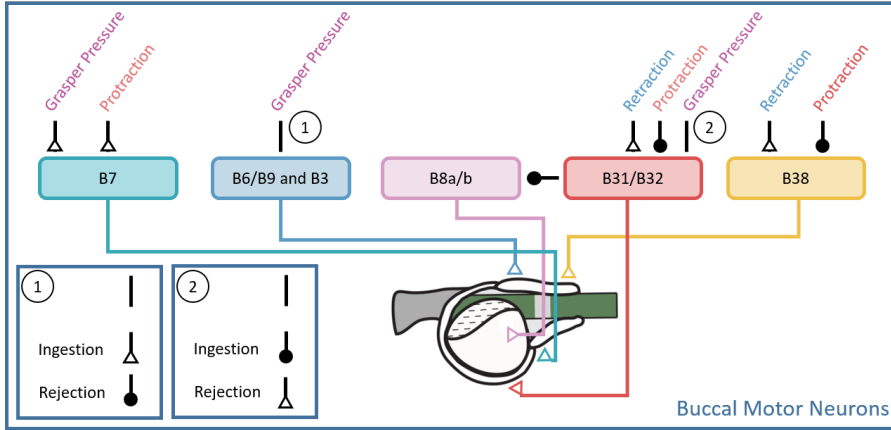 Grasper Pressure
Protraction
Grasper Pressure
Retraction
Protraction
Grasper Pressure
Retraction
Protraction
1
2
B7
B6/B9 and B3
B8a/b
B31/B32
B38
1
Ingestion
Rejection
2
Ingestion
Rejection
Buccal Motor Neurons